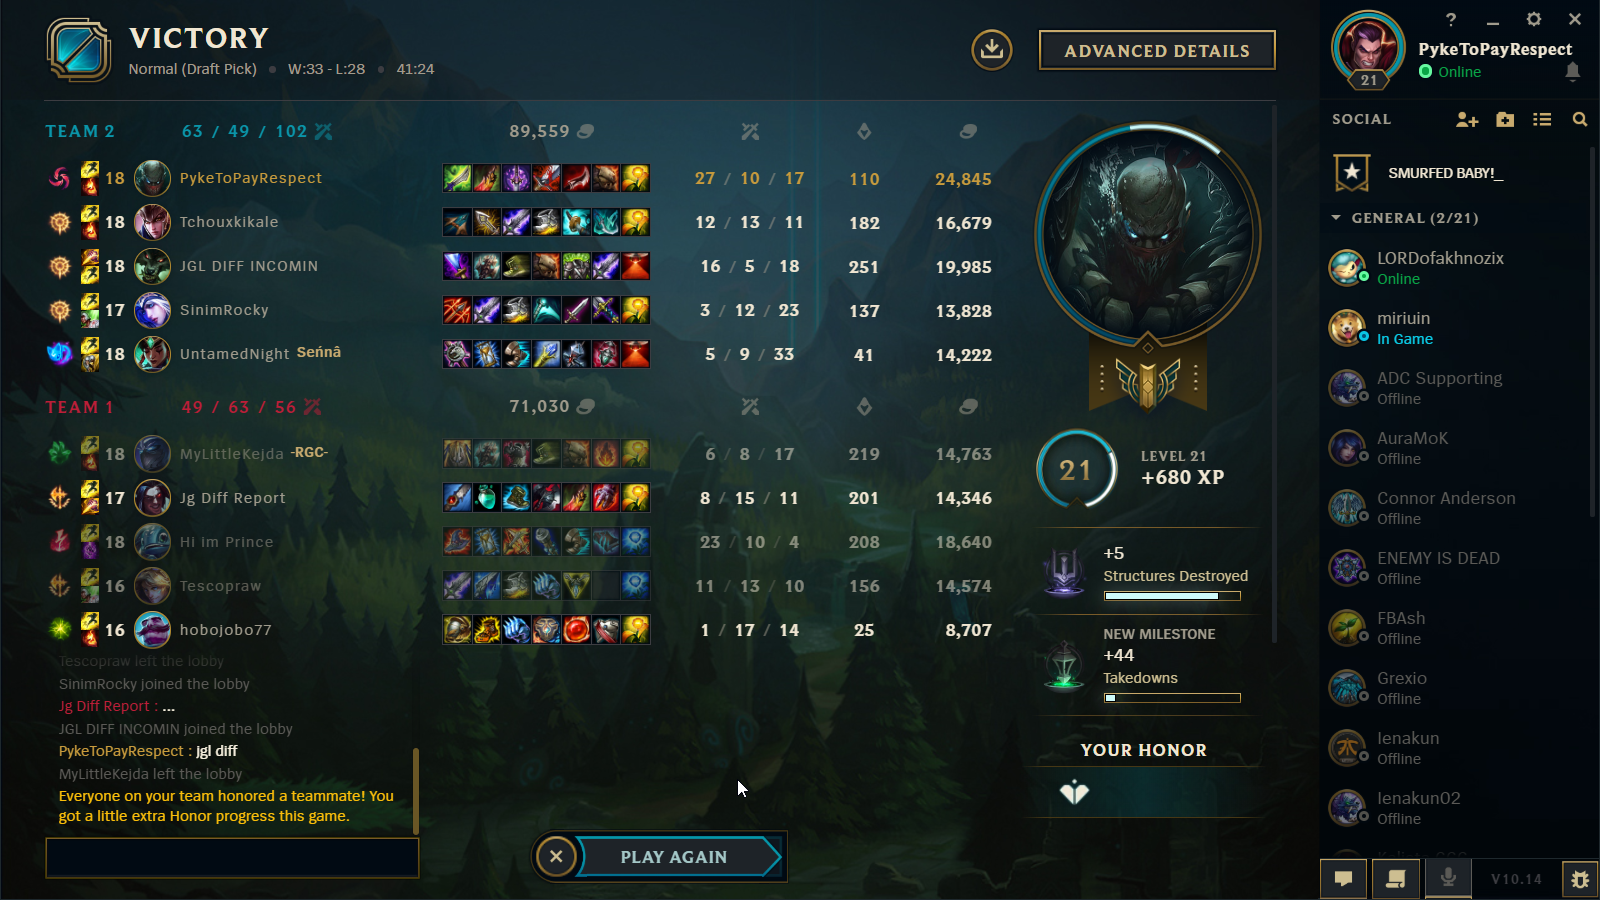 VICTORY
Normal (Draft Pick) • W:33 - L:28 • 41:24
ADVANCED DETAILS
TEAM 2 63 / 49 / 102 89,559
18 PykeToPayRespect 27 / 10 / 17 110 24,845
18 Tchouxkikale 12 / 13 / 11 182 16,679
18 JGL DIFF INCOMIN 16 / 5 / 18 251 19,985
17 SinimRocky 3 / 12 / 23 137 13,828
18 UntamedNight Seńnâ 5 / 9 / 33 41 14,222
TEAM 1 49 / 63 / 56 71,030
18 MyLittleKejda -RGC- 6 / 8 / 17 219 14,763
17 Jg Diff Report 8 / 15 / 11 201 14,346
18 Hi im Prince 23 / 10 / 4 208 18,640
16 Tescopraw 11 / 13 / 10 156 14,574
16 hobojobo77 1 / 17 / 14 25 8,707
Tescopraw left the lobby
SinimRocky joined the lobby
Jg Diff Report : ...
JGL DIFF INCOMIN joined the lobby
PykeToPayRespect : jgl diff
MyLittleKejda left the lobby
Everyone on your team honored a teammate! You
got a little extra Honor progress this game.
PLAY AGAIN
21
LEVEL 21
+680 XP
+5
Structures Destroyed
NEW MILESTONE
+44
Takedowns
YOUR HONOR
?
PykeToPayRespect
21
Online
SOCIAL
SMURFED BABY!_
GENERAL (2/21)
LORDofakhnozix
Online
miriuin
In Game
ADC Supporting
Offline
AuraMoK
Offline
Connor Anderson
Offline
ENEMY IS DEAD
Offline
FBAsh
Offline
Grexio
Offline
Ienakun
Offline
Ienakun02
Offline
V10.14